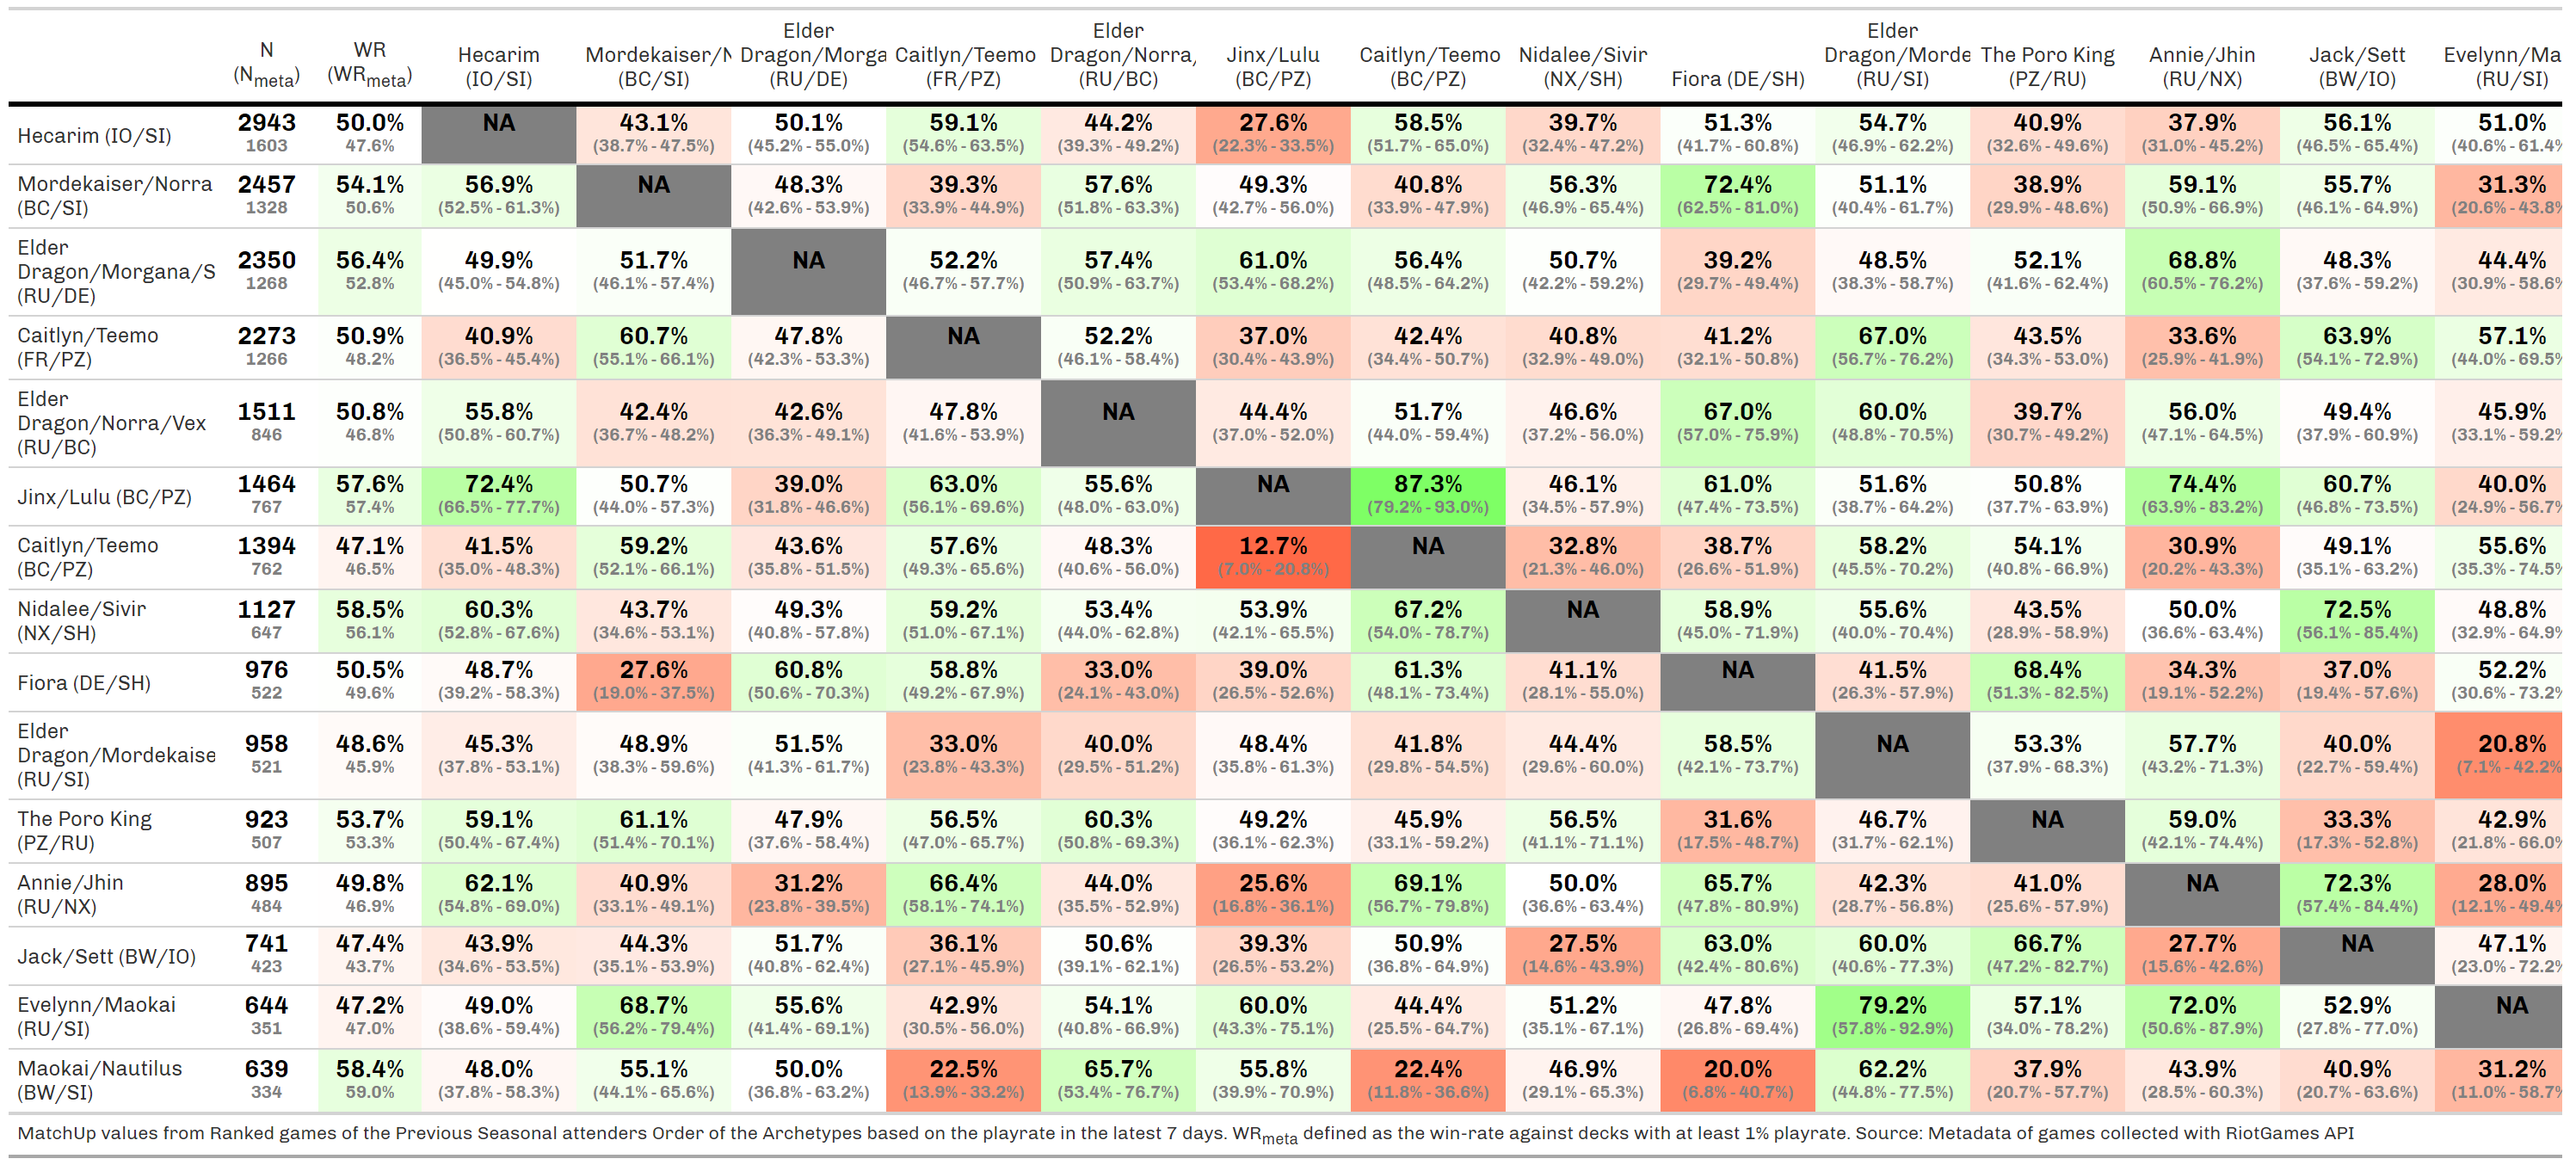 N (Nmeta) WR (WRmeta) Hecarim (IO/SI) Mordekaiser/N (BC/SI) Elder Dragon/Morga (RU/DE) Caitlyn/Teemo (FR/PZ) Elder Dragon/Norra, (RU/BC) Jinx/Lulu (BC/PZ) Caitlyn/Teemo (BC/PZ) Nidalee/Sivir (NX/SH) Fiora (DE/SH) Elder Dragon/Morde (RU/SI) The Poro King (PZ/RU) Annie/Jhin (RU/NX) Jack/Sett (BW/IO) Evelynn/Ma (RU/SI)
Hecarim (IO/SI) 2943 50.0% NA 43.1% 50.1% 59.1% 44.2% 27.6% 58.5% 39.7% 51.3% 54.7% 40.9% 37.9% 56.1% 51.0%
1603 47.6% (38.7% - 47.5%) (45.2% - 55.0%) (54.6% - 63.5%) (39.3% - 49.2%) (22.3% - 33.5%) (51.7% - 65.0%) (32.4% - 47.2%) (41.7% - 60.8%) (46.9% - 62.2%) (32.6% - 49.6%) (31.0% - 45.2%) (46.5% - 65.4%) (40.6% - 61.4%
Mordekaiser/Norra (BC/SI) 2457 54.1% 56.9% NA 48.3% 39.3% 57.6% 49.3% 40.8% 56.3% 72.4% 51.1% 38.9% 59.1% 55.7% 31.3%
1328 50.6% (52.5% - 61.3%) (42.6% - 53.9%) (33.9% - 44.9%) (51.8% - 63.3%) (42.7% - 56.0%) (33.9% - 47.9%) (46.9% - 65.4%) (62.5% - 81.0%) (40.4% - 61.7%) (29.9% - 48.6%) (50.9% - 66.9%) (46.1% - 64.9%) (20.6% - 43.8%
Elder Dragon/Morgana/S (RU/DE) 2350 56.4% 49.9% 51.7% NA 52.2% 57.4% 61.0% 56.4% 50.7% 39.2% 48.5% 52.1% 68.8% 48.3% 44.4%
1268 52.8% (45.0% - 54.8%) (46.1% - 57.4%) (46.7% - 57.7%) (50.9% - 63.7%) (53.4% - 68.2%) (48.5% - 64.2%) (42.2% - 59.2%) (29.7% - 49.4%) (38.3% - 58.7%) (41.6% - 62.4%) (60.5% - 76.2%) (37.6% - 59.2%) (30.9% - 58.6%
Caitlyn/Teemo (FR/PZ) 2273 50.9% 40.9% 60.7% 47.8% NA 52.2% 37.0% 42.4% 40.8% 41.2% 67.0% 43.5% 33.6% 63.9% 57.1%
1266 48.2% (36.5% - 45.4%) (55.1% - 66.1%) (42.3% - 53.3%) (46.1% - 58.4%) (30.4% - 43.9%) (34.4% - 50.7%) (32.9% - 49.0%) (32.1% - 50.8%) (56.7% - 76.2%) (34.3% - 53.0%) (25.9% - 41.9%) (54.1% - 72.9%) (44.0% - 69.5%
Elder Dragon/Norra/Vex (RU/BC) 1511 50.8% 55.8% 42.4% 42.6% 47.8% NA 44.4% 51.7% 46.6% 67.0% 60.0% 39.7% 56.0% 49.4% 45.9%
846 46.8% (50.8% - 60.7%) (36.7% - 48.2%) (36.3% - 49.1%) (41.6% - 53.9%) (37.0% - 52.0%) (44.0% - 59.4%) (37.2% - 56.0%) (57.0% - 75.9%) (48.8% - 70.5%) (30.7% - 49.2%) (47.1% - 64.5%) (37.9% - 60.9%) (33.1% - 59.2%
Jinx/Lulu (BC/PZ) 1464 57.6% 72.4% 50.7% 39.0% 63.0% 55.6% NA 87.3% 46.1% 61.0% 51.6% 50.8% 74.4% 60.7% 40.0%
767 57.4% (66.5% - 77.7%) (44.0% - 57.3%) (31.8% - 46.6%) (56.1% - 69.6%) (48.0% - 63.0%) (79.2% - 93.0%) (34.5% - 57.9%) (47.4% - 73.5%) (38.7% - 64.2%) (37.7% - 63.9%) (63.9% - 83.2%) (46.8% - 73.5%) (24.9% - 56.7%
Caitlyn/Teemo (BC/PZ) 1394 47.1% 41.5% 59.2% 43.6% 57.6% 48.3% 12.7% NA 32.8% 38.7% 58.2% 54.1% 30.9% 49.1% 55.6%
762 46.5% (35.0% - 48.3%) (52.1% - 66.1%) (35.8% - 51.5%) (49.3% - 65.6%) (40.6% - 56.0%) (7.0% - 20.8%) (21.3% - 46.0%) (26.6% - 51.9%) (45.5% - 70.2%) (40.8% - 66.9%) (20.2% - 43.3%) (35.1% - 63.2%) (35.3% - 74.5%
Nidalee/Sivir (NX/SH) 1127 58.5% 60.3% 43.7% 49.3% 59.2% 53.4% 53.9% 67.2% NA 58.9% 55.6% 43.5% 50.0% 72.5% 48.8%
647 56.1% (52.8% - 67.6%) (34.6% - 53.1%) (40.8% - 57.8%) (51.0% - 67.1%) (44.0% - 62.8%) (42.1% - 65.5%) (54.0% - 78.7%) (45.0% - 71.9%) (40.0% - 70.4%) (28.9% - 58.9%) (36.6% - 63.4%) (56.1% - 85.4%) (32.9% - 64.9%
Fiora (DE/SH) 976 50.5% 48.7% 27.6% 60.8% 58.8% 33.0% 39.0% 61.3% 41.1% NA 41.5% 68.4% 34.3% 37.0% 52.2%
522 49.6% (39.2% - 58.3%) (19.0% - 37.5%) (50.6% - 70.3%) (49.2% - 67.9%) (24.1% - 43.0%) (26.5% - 52.6%) (48.1% - 73.4%) (28.1% - 55.0%) (26.3% - 57.9%) (51.3% - 82.5%) (19.1% - 52.2%) (19.4% - 57.6%) (30.6% - 73.2%
Elder Dragon/Mordekaise (RU/SI) 958 48.6% 45.3% 48.9% 51.5% 33.0% 40.0% 48.4% 41.8% 44.4% 58.5% NA 53.3% 57.7% 40.0% 20.8%
521 45.9% (37.8% - 53.1%) (38.3% - 59.6%) (41.3% - 61.7%) (23.8% - 43.3%) (29.5% - 51.2%) (35.8% - 61.3%) (29.8% - 54.5%) (29.6% - 60.0%) (42.1% - 73.7%) (37.9% - 68.3%) (43.2% - 71.3%) (22.7% - 59.4%) (7.1% - 42.2%
The Poro King (PZ/RU) 923 53.7% 59.1% 61.1% 47.9% 56.5% 60.3% 49.2% 45.9% 56.5% 31.6% 46.7% NA 59.0% 33.3% 42.9%
507 53.3% (50.4% - 67.4%) (51.4% - 70.1%) (37.6% - 58.4%) (47.0% - 65.7%) (50.8% - 69.3%) (36.1% - 62.3%) (33.1% - 59.2%) (41.1% - 71.1%) (17.5% - 48.7%) (31.7% - 62.1%) (42.1% - 74.4%) (17.3% - 52.8%) (21.8% - 66.0%
Annie/Jhin (RU/NX) 895 49.8% 62.1% 40.9% 31.2% 66.4% 44.0% 25.6% 69.1% 50.0% 65.7% 42.3% 41.0% NA 72.3% 28.0%
484 46.9% (54.8% - 69.0%) (33.1% - 49.1%) (23.8% - 39.5%) (58.1% - 74.1%) (35.5% - 52.9%) (16.8% - 36.1%) (56.7% - 79.8%) (36.6% - 63.4%) (47.8% - 80.9%) (28.7% - 56.8%) (25.6% - 57.9%) (57.4% - 84.4%) (12.1% - 49.4%
Jack/Sett (BW/IO) 741 47.4% 43.9% 44.3% 51.7% 36.1% 50.6% 39.3% 50.9% 27.5% 63.0% 60.0% 66.7% 27.7% NA 47.1%
423 43.7% (34.6% - 53.5%) (35.1% - 53.9%) (40.8% - 62.4%) (27.1% - 45.9%) (39.1% - 62.1%) (26.5% - 53.2%) (36.8% - 64.9%) (14.6% - 43.9%) (42.4% - 80.6%) (40.6% - 77.3%) (47.2% - 82.7%) (15.6% - 42.6%) (23.0% - 72.2%
Evelynn/Maokai (RU/SI) 644 47.2% 49.0% 68.7% 55.6% 42.9% 54.1% 60.0% 44.4% 51.2% 47.8% 79.2% 57.1% 72.0% 52.9% NA
351 47.0% (38.6% - 59.4%) (56.2% - 79.4%) (41.4% - 69.1%) (30.5% - 56.0%) (40.8% - 66.9%) (43.3% - 75.1%) (25.5% - 64.7%) (35.1% - 67.1%) (26.8% - 69.4%) (57.8% - 92.9%) (34.0% - 78.2%) (50.6% - 87.9%) (27.8% - 77.0%)
Maokai/Nautilus (BW/SI) 639 58.4% 48.0% 55.1% 50.0% 22.5% 65.7% 55.8% 22.4% 46.9% 20.0% 62.2% 37.9% 43.9% 40.9% 31.2%
334 59.0% (37.8% - 58.3%) (44.1% - 65.6%) (36.8% - 63.2%) (13.9% - 33.2%) (53.4% - 76.7%) (39.9% - 70.9%) (11.8% - 36.6%) (29.1% - 65.3%) (6.8% - 40.7%) (44.8% - 77.5%) (20.7% - 57.7%) (28.5% - 60.3%) (20.7% - 63.6%) (11.0% - 58.7%
MatchUp values from Ranked games of the Previous Seasonal attenders Order of the Archetypes based on the playrate in the latest 7 days. WRmeta defined as the win-rate against decks with at least 1% playrate. Source: Metadata of games collected with RiotGames API